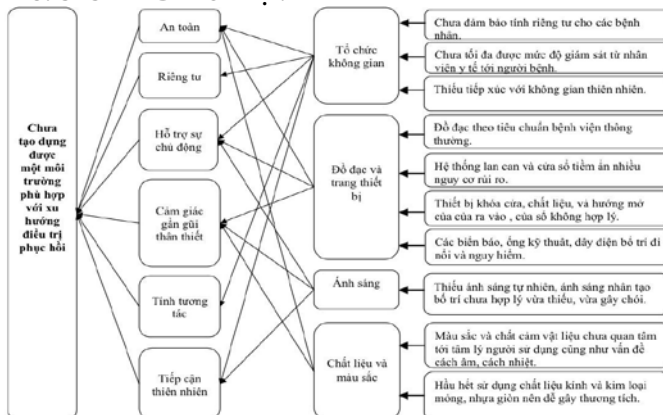 Chưa
tạo dựng
được
một môi
trường
phù hợp
với xu
hướng
điều trị
phục hồi
An toàn
Riêng tư
Hỗ trợ sự
chủ động
Cảm giác
gần gũi
thân thiết
Tính tương
tác
Tiếp cận
thiên nhiên
Tổ chức
không gian
Đồ đạc và
trang thiết
bị
Ánh sáng
Chất liệu và
màu sắc
Chưa đảm bảo tính riêng tư cho các bệnh
nhân.
Chưa tối đa được mức độ giám sát từ nhân
viên y tế tới người bệnh.
Thiếu tiếp xúc với không gian thiên nhiên.
Đồ đạc theo tiêu chuẩn bệnh viện thông
thường.
Hệ thống lan can và cửa sổ tiềm ẩn nhiều
nguy cơ rủi ro.
Thiết bị khóa cửa, chất liệu, và hướng mở
của của ra vào , của sổ không hợp lý.
Các biển báo, ống kỹ thuật, dây điện bố trí đi
nổi và nguy hiểm.
Thiếu ánh sáng tự nhiên, ánh sáng nhân tạo
bố trí chưa hợp lý vừa thiếu, vừa gây chói.
Màu sắc và chất cảm vật liệu chưa quan tâm
tới tâm lý người sử dụng cũng như vấn đề
cách âm, cách nhiệt.
Hầu hết sử dụng chất liệu kính và kim loại
mỏng, nhựa giòn nên dễ gây thương tích.